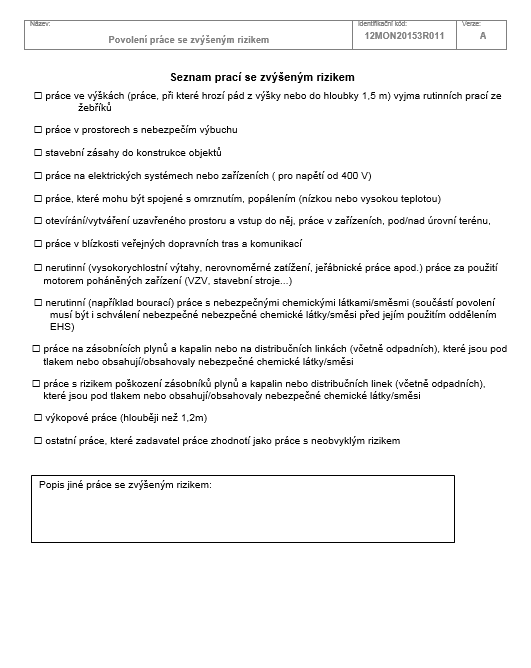 Název:
Identifikační kód:
Verze:
Povolení práce se zvýšeným rizikem
12MON20153R011
A
Seznam prací se zvýšeným rizikem
☐ práce ve výškách (práce, při které hrozí pád z výšky nebo do hloubky 1,5 m) vyjma rutinních prací ze
žebříků
☐ práce v prostorech s nebezpečím výbuchu
☐ stavební zásahy do konstrukce objektů
☐ práce na elektrických systémech nebo zařízeních ( pro napětí od 400 V)
☐ práce, které mohu být spojené s omrznutím, popálením (nízkou nebo vysokou teplotou)
☐ otevírání/vytváření uzavřeného prostoru a vstup do něj, práce v zařízeních, pod/nad úrovní terénu,
☐ práce v blízkosti veřejných dopravních tras a komunikací
☐ nerutinní (vysokorychlostní výtahy, nerovnoměrné zatížení, jeřábnické práce apod.) práce za použití
motorem poháněných zařízení (VZV, stavební stroje...)
☐ nerutinní (například bourací) práce s nebezpečnými chemickými látkami/směsmi (součástí povolení
musí být i schválení nebezpečné nebezpečné chemické látky/směsi před jejím použitím oddělením
EHS)
☐ práce na zásobnících plynů a kapalin nebo na distribučních linkách (včetně odpadních), které jsou pod
tlakem nebo obsahují/obsahovaly nebezpečné chemické látky/směsi
☐ práce s rizikem poškození zásobníků plynů a kapalin nebo distribučních linek (včetně odpadních),
které jsou pod tlakem nebo obsahují/obsahovaly nebezpečné chemické látky/směsi
☐ výkopové práce (hlouběji než 1,2m)
☐ ostatní práce, které zadavatel práce zhodnotí jako práce s neobvyklým rizikem
Popis jiné práce se zvýšeným rizikem: